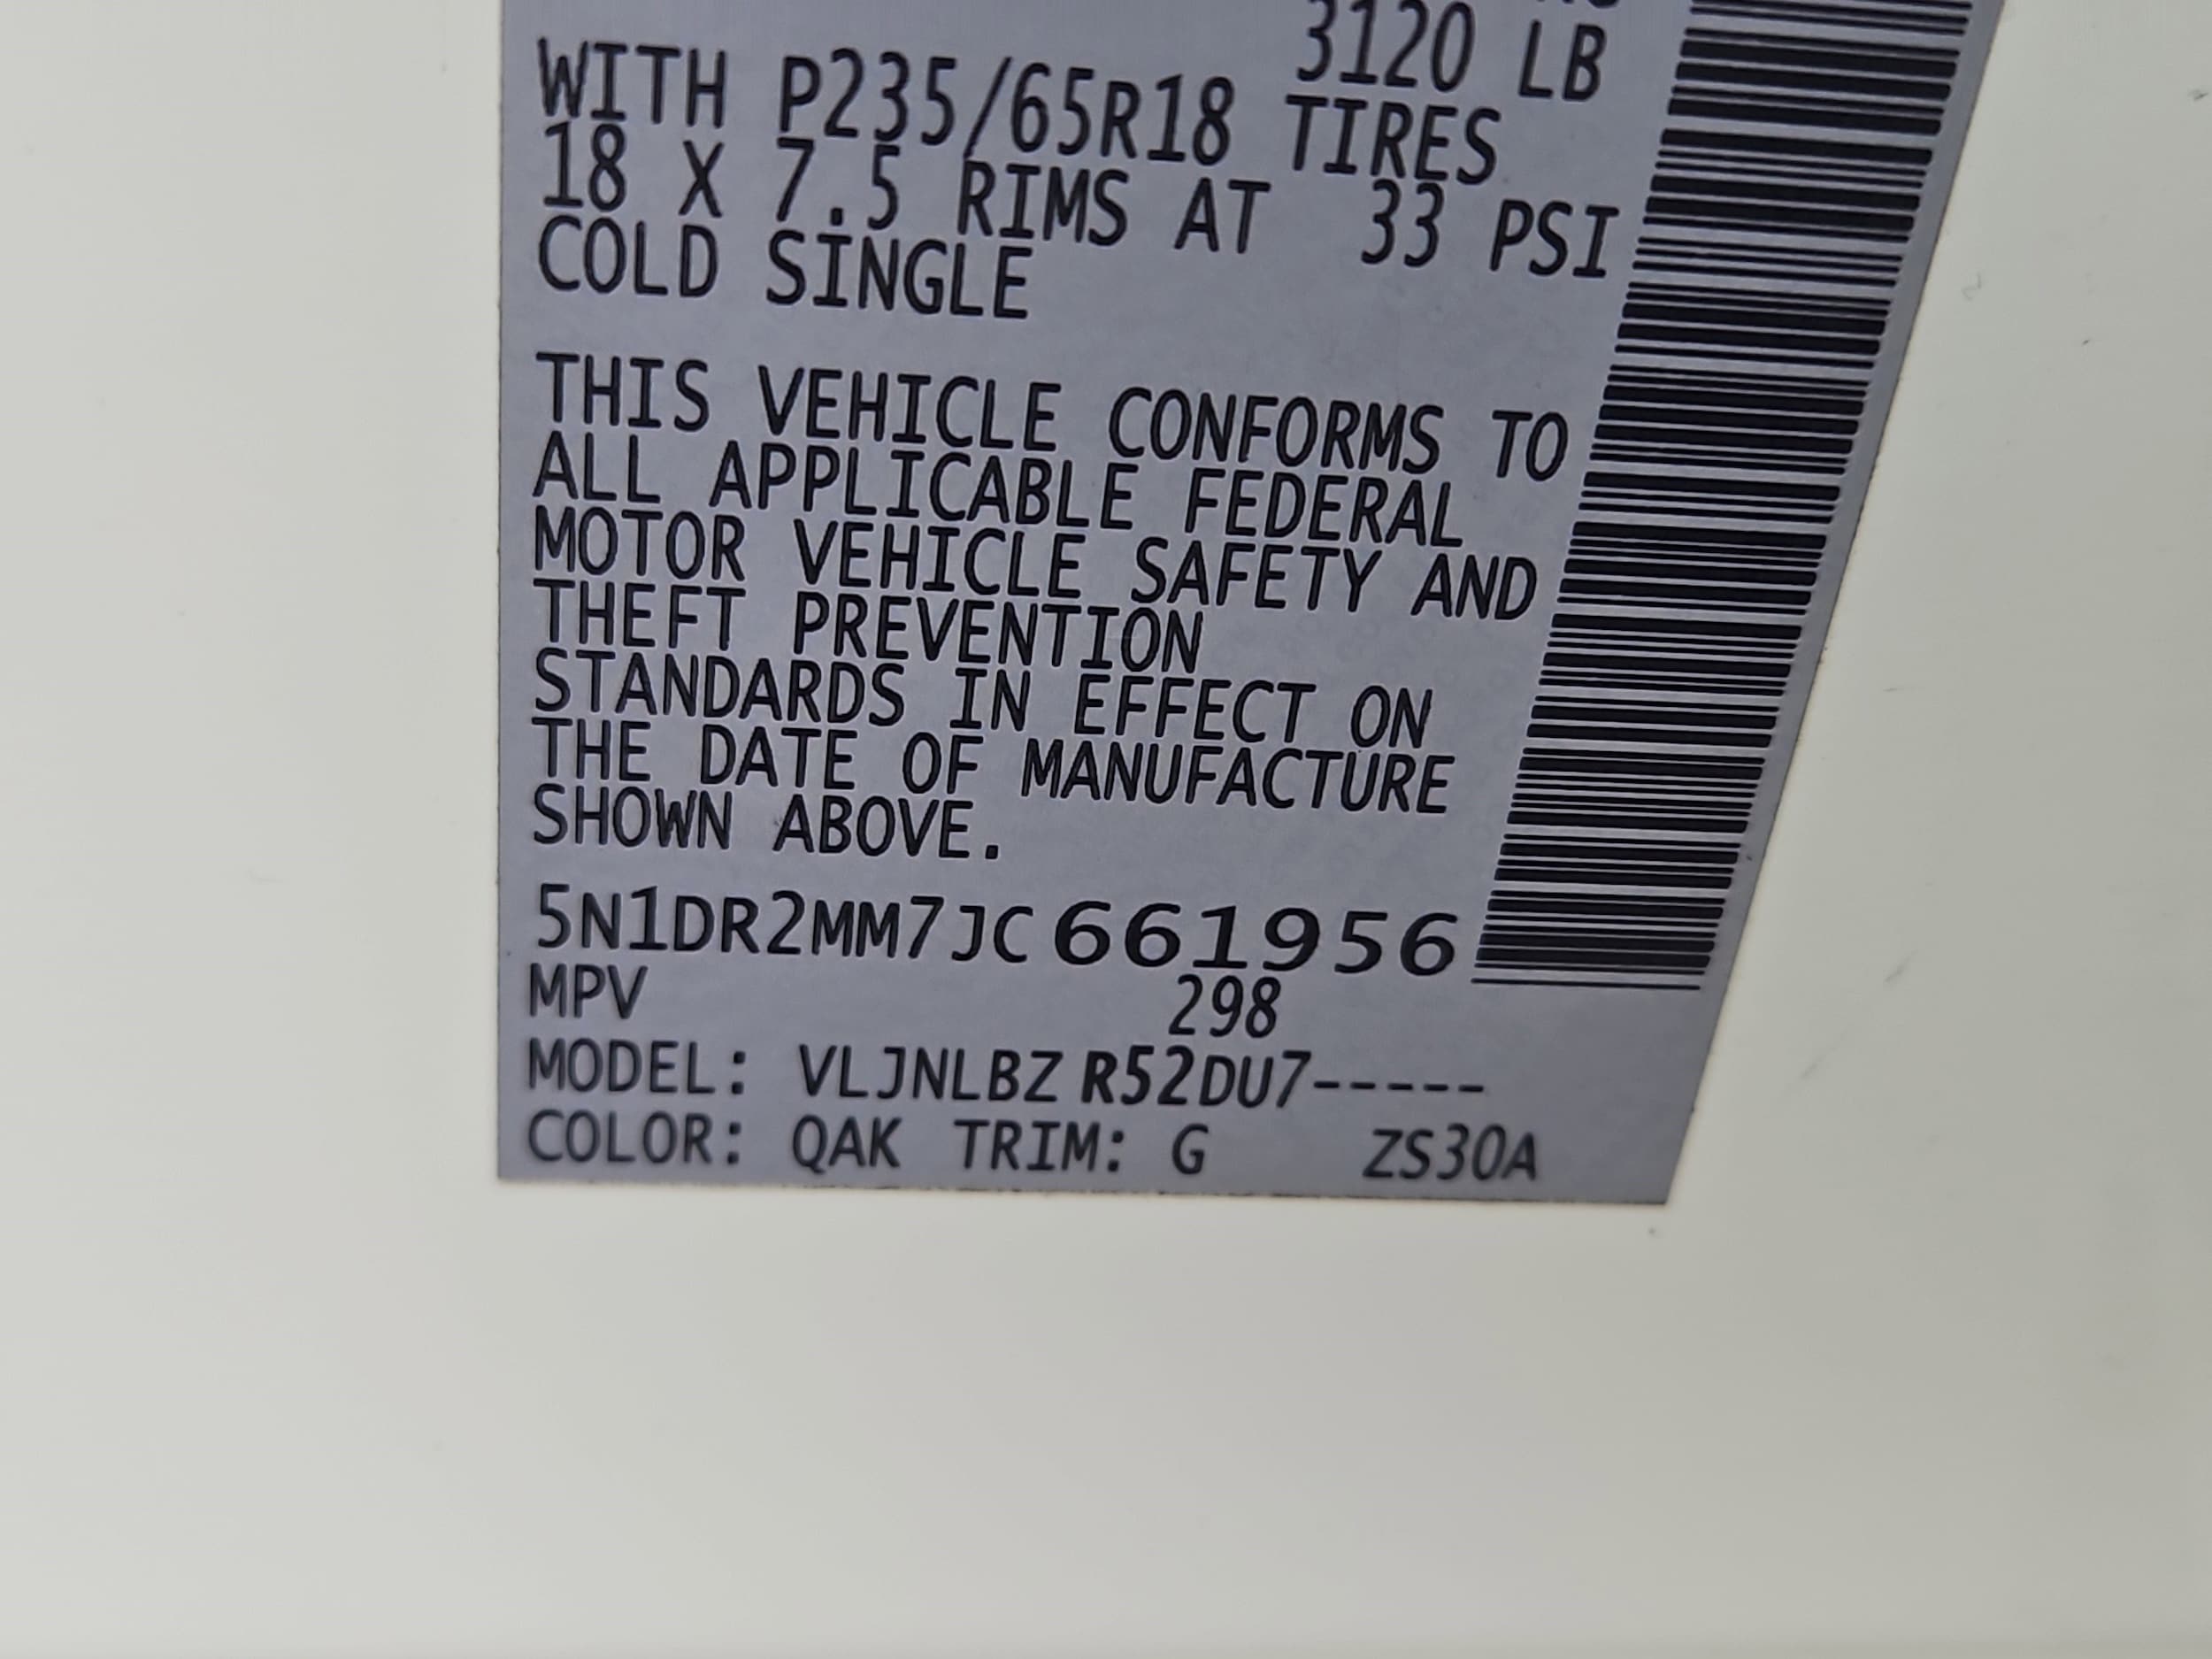 3120 LB
WITH P235/65R18 TIRES
18 X 7.5 RIMS AT 33 PSI
COLD SINGLE
THIS VEHICLE CONFORMS TO
ALL APPLICABLE FEDERAL
MOTOR VEHICLE SAFETY AND
THEFT PREVENTION
STANDARDS IN EFFECT ON
THE DATE OF MANUFACTURE
SHOWN ABOVE.
5N1DR2MM7JC661956
MPV 298
MODEL: VLJNLBZ R52DU7-----
COLOR: QAK TRIM: G ZS30A